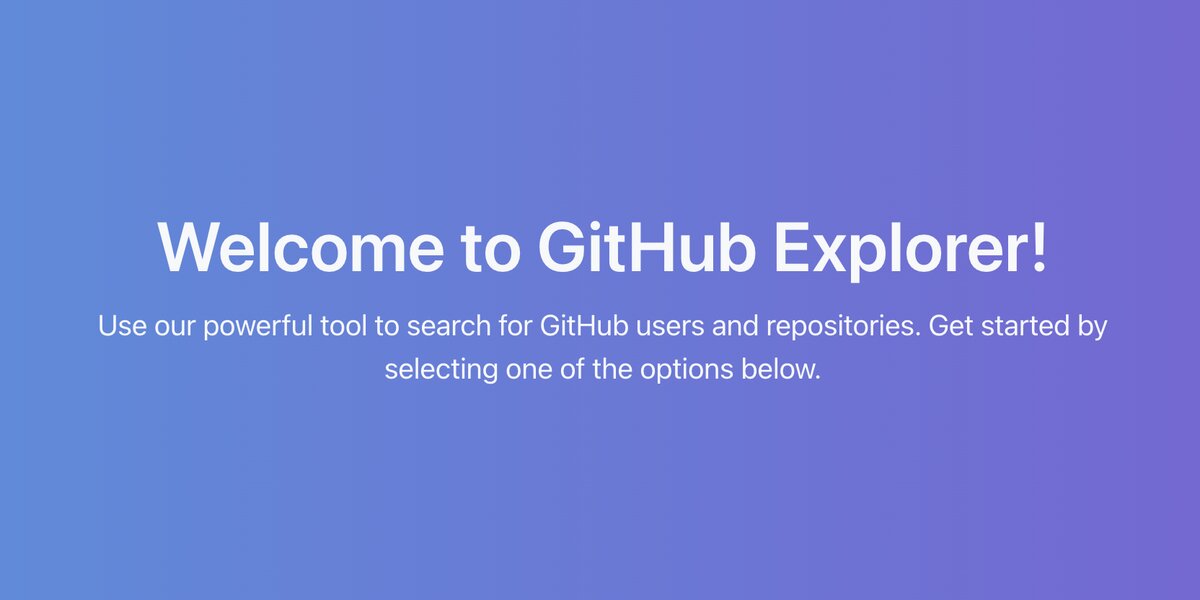 Welcome to GitHub Explorer!
Use our powerful tool to search for GitHub users and repositories. Get started by
selecting one of the options below.